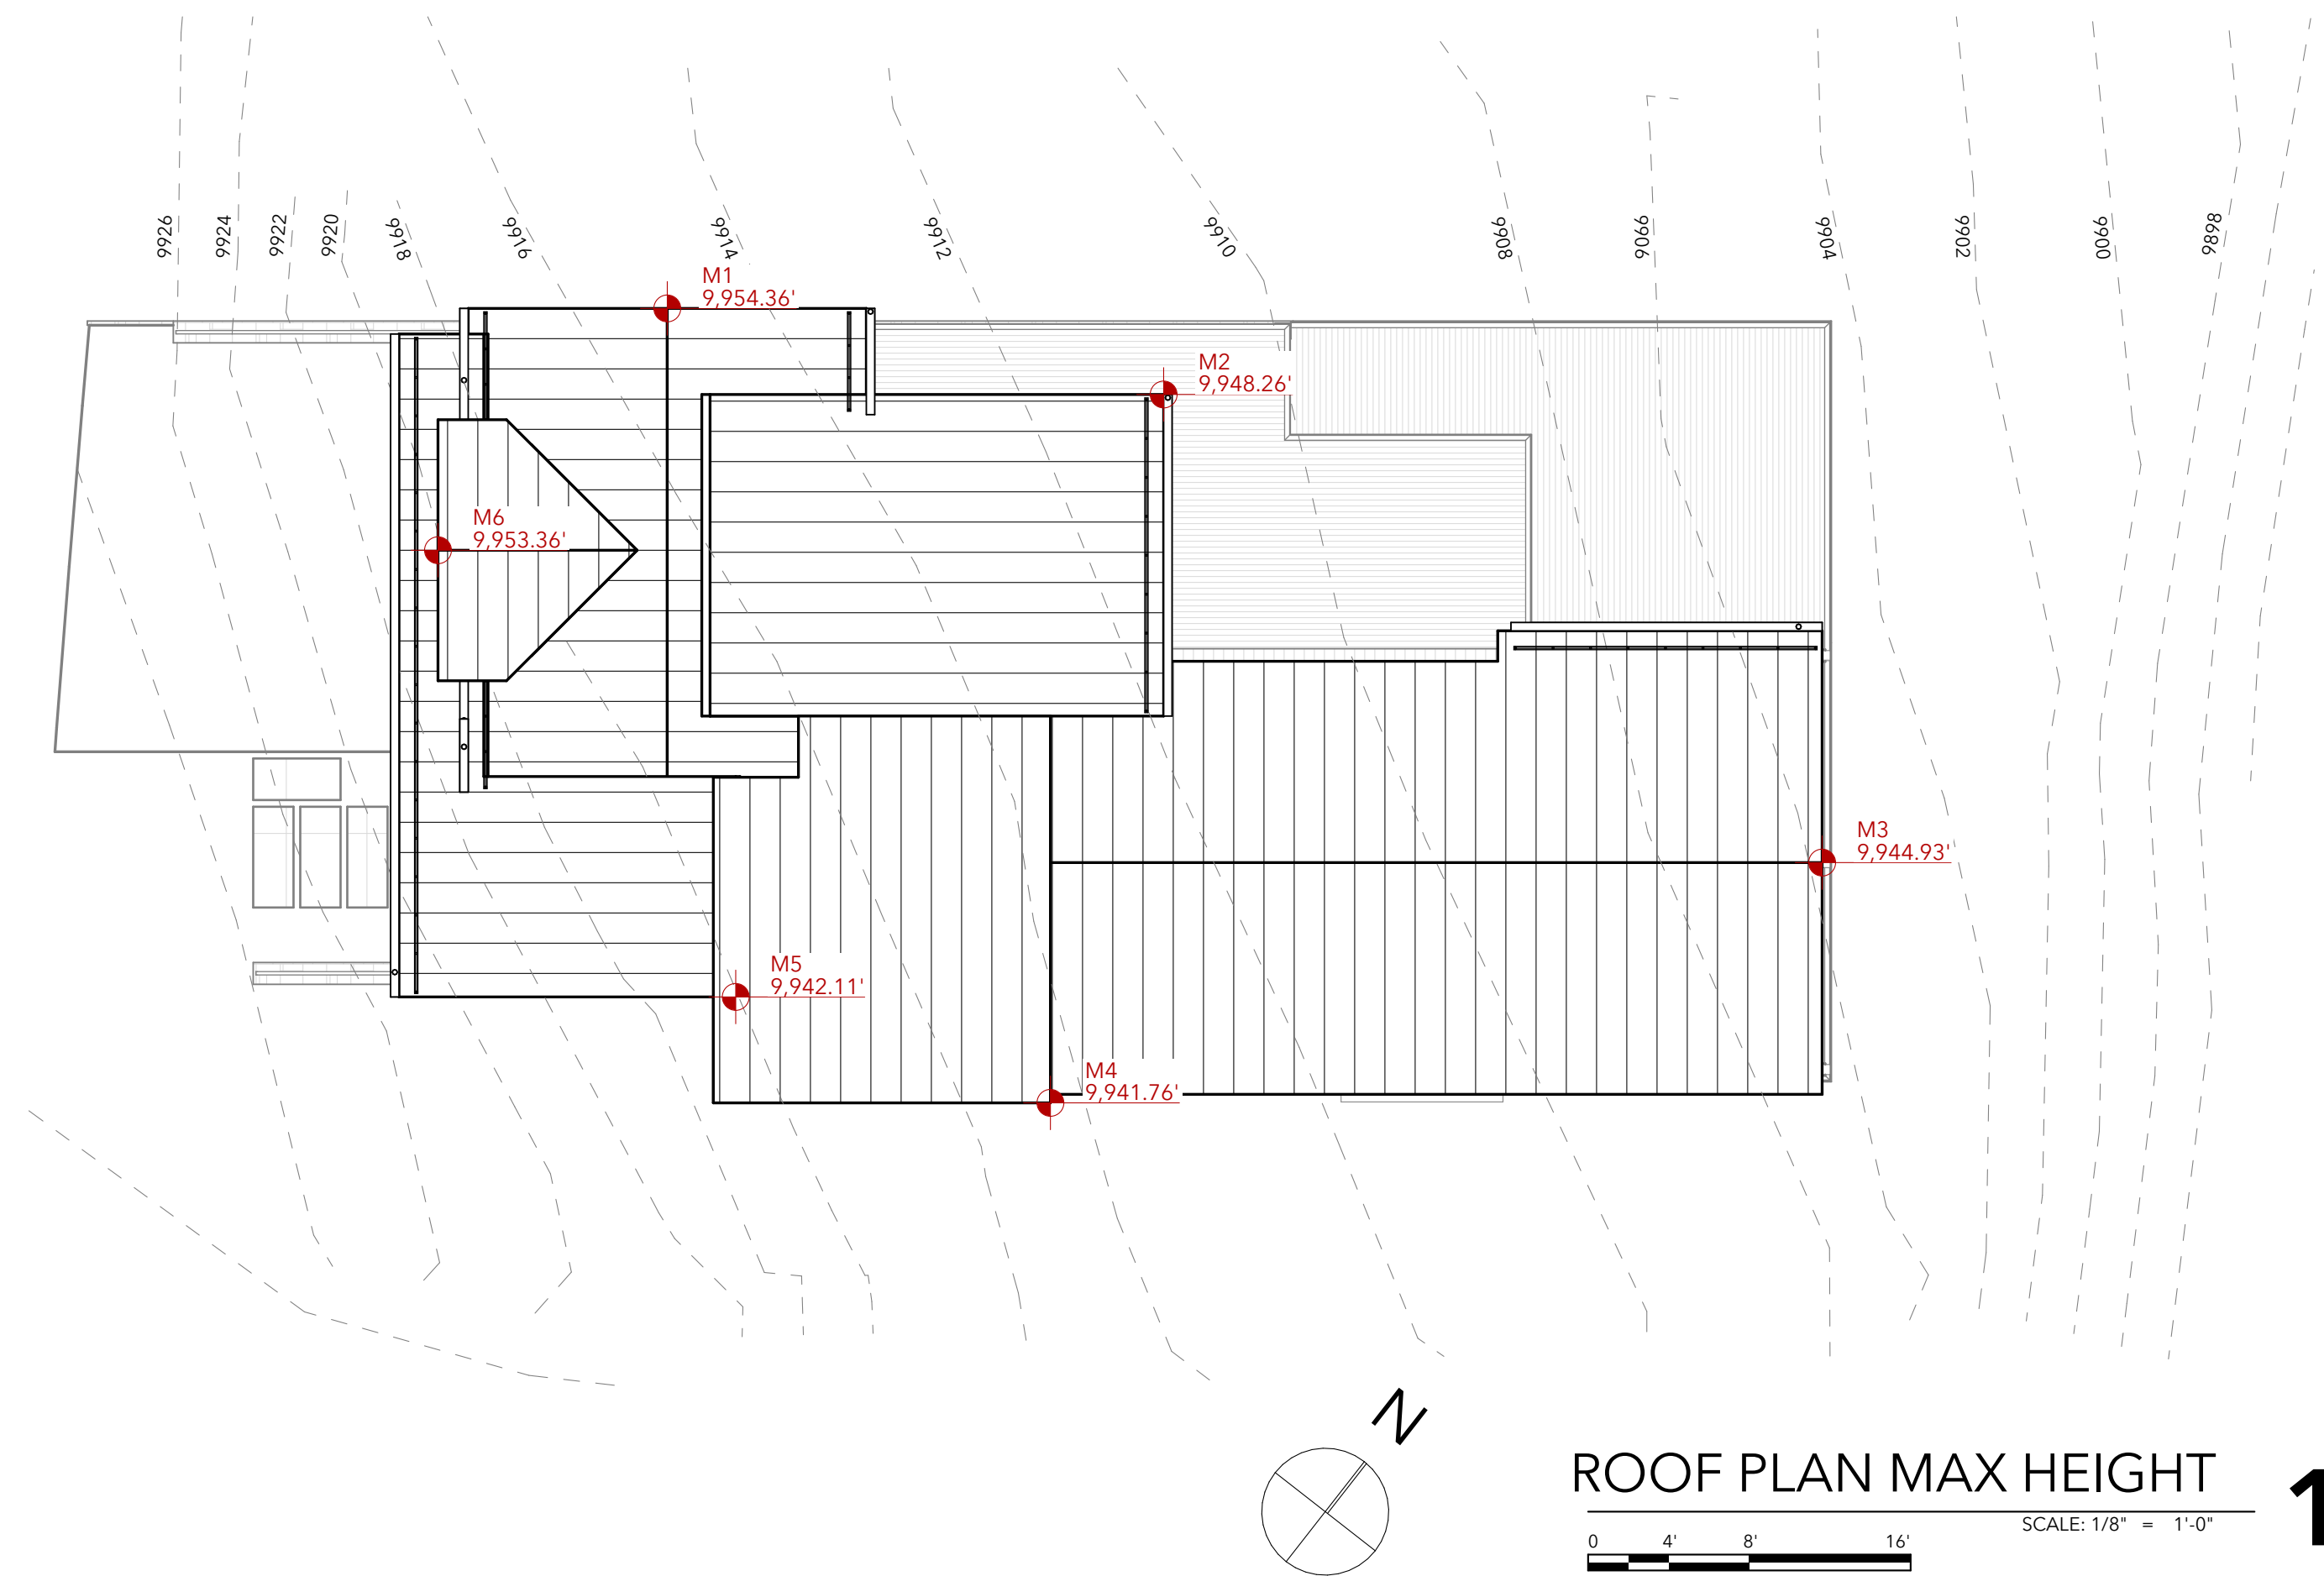 9926
9924
9922
9920
9918
9916
9914
9912
9910
9908
9906
9904
9902
9900
9898
M1
9,954.36'
M2
9,948.26'
M6
9,953.36'
M3
9,944.93'
M5
9,942.11'
M4
9,941.76'
N
ROOF PLAN MAX HEIGHT
SCALE: 1/8" = 1'-0"
0 4' 8' 16'
1